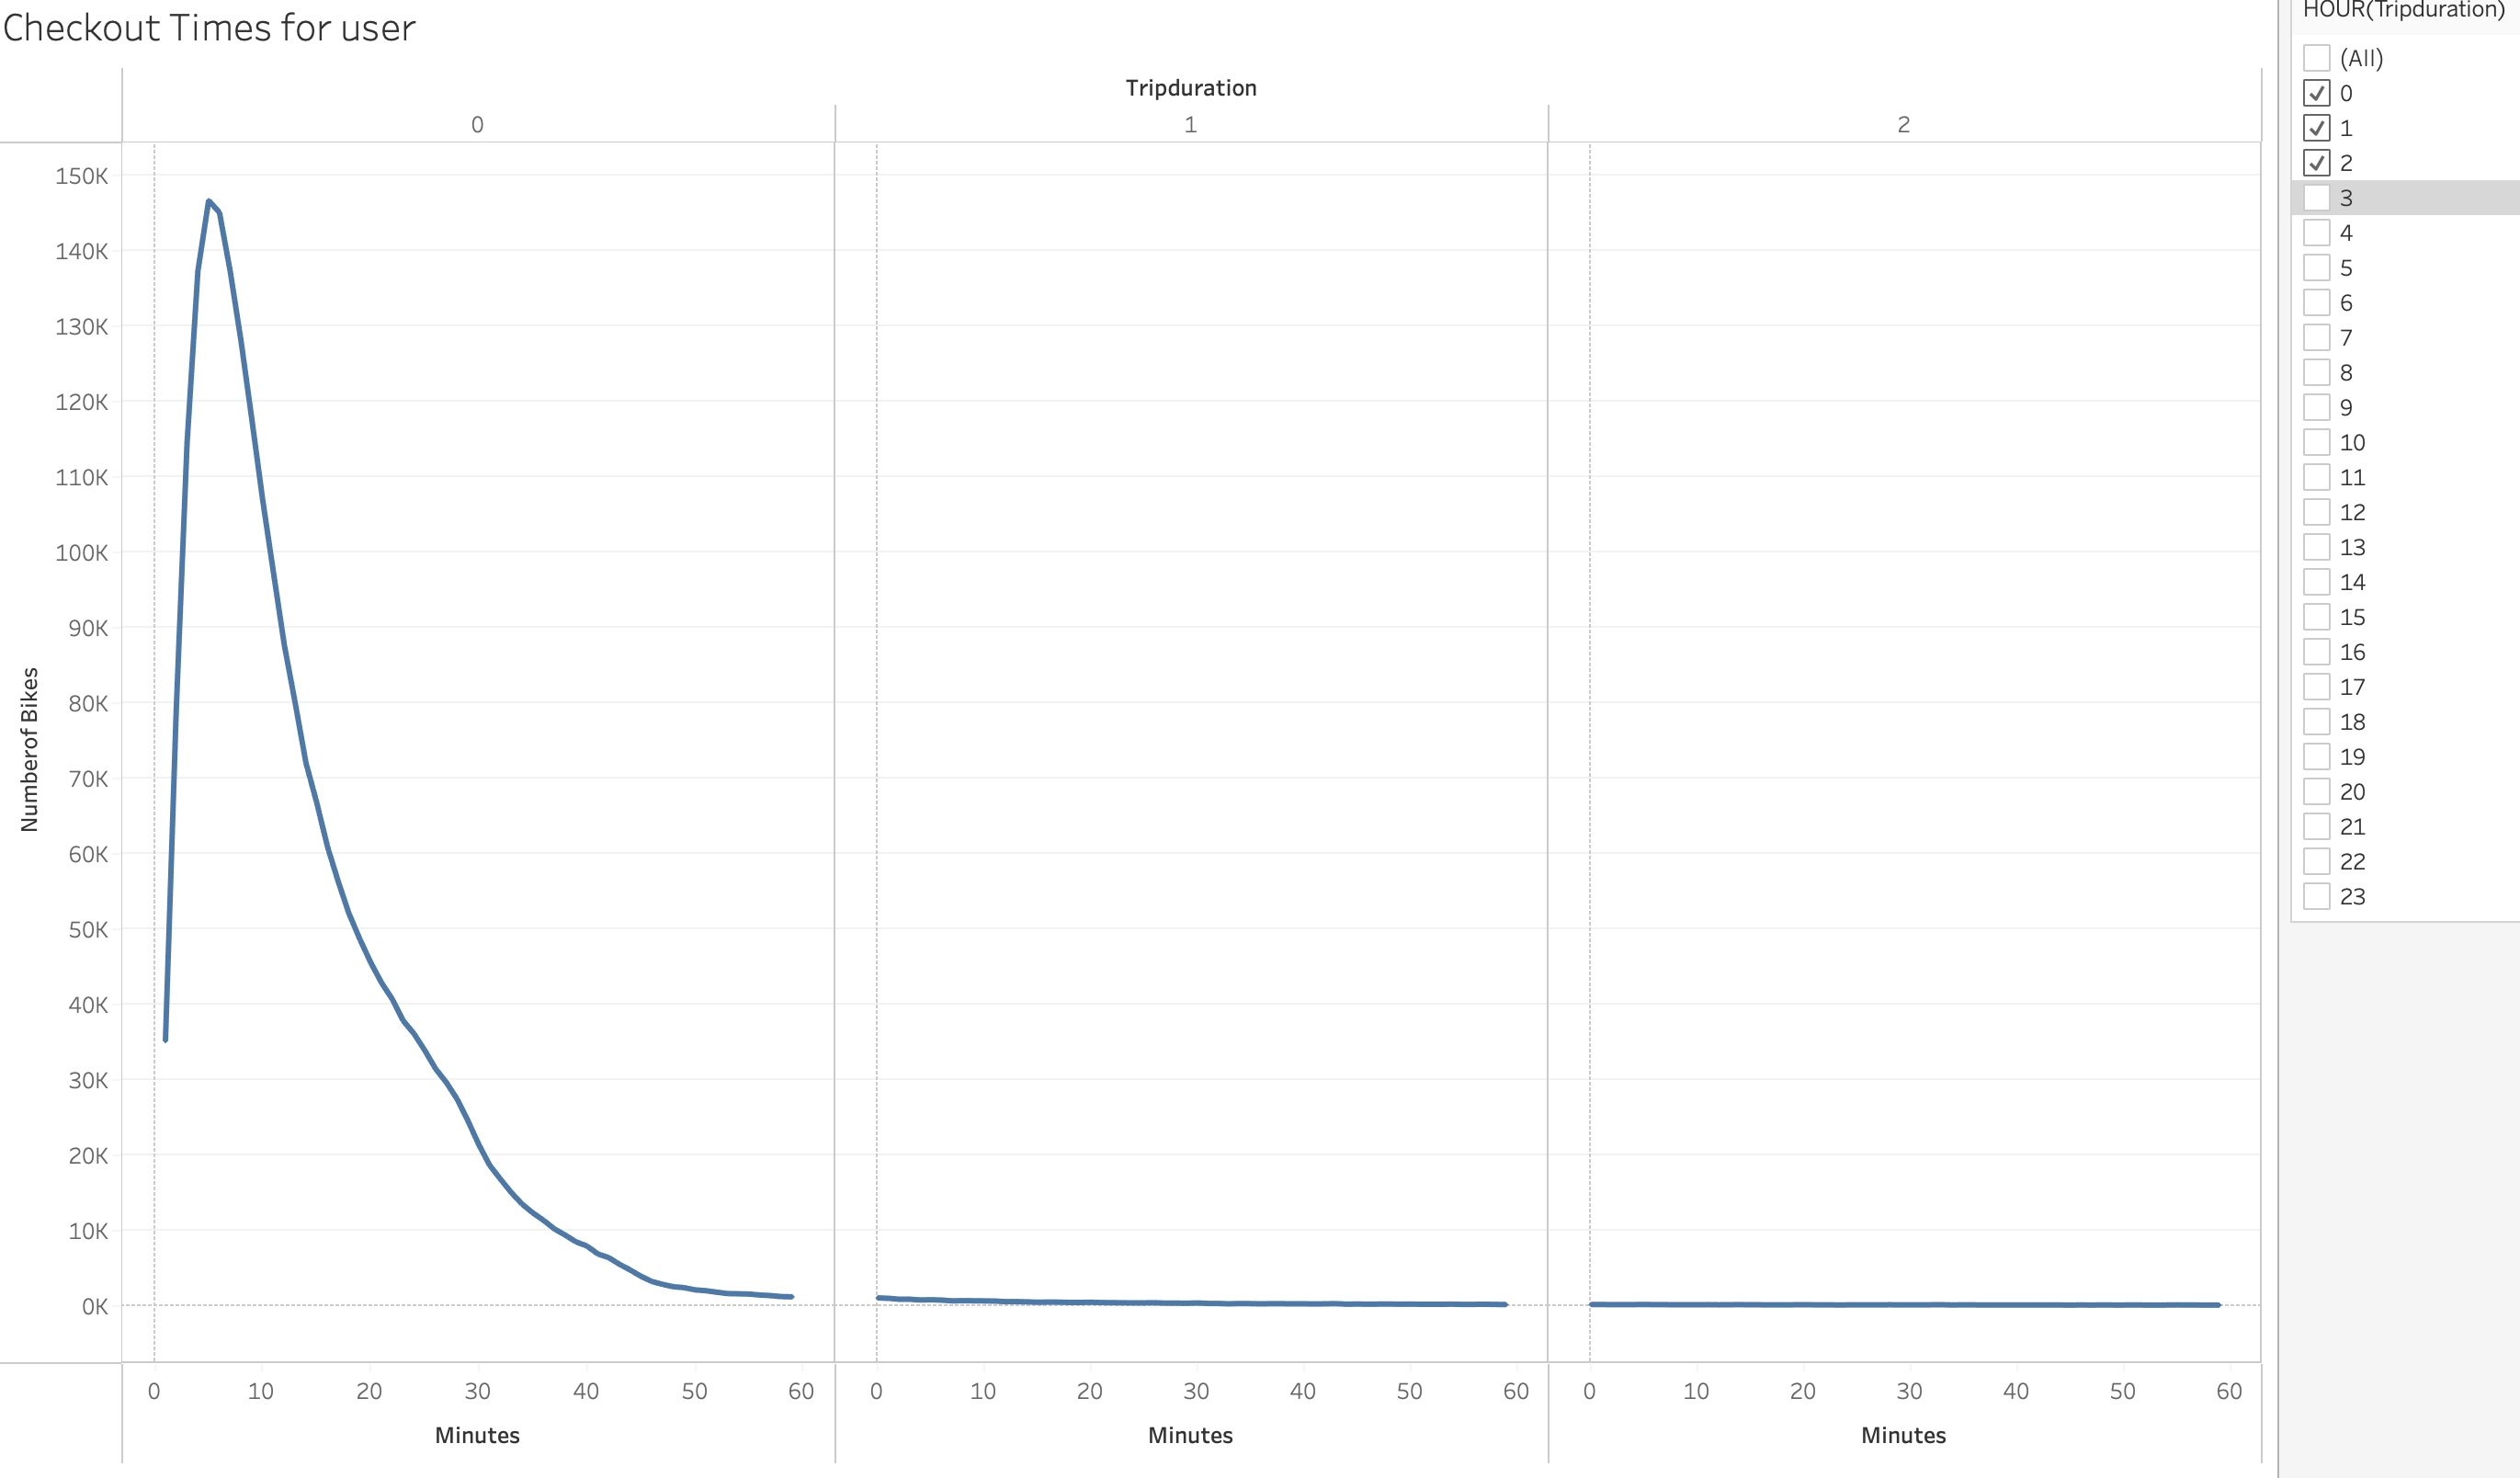 Checkout Times for user
Tripduration
0 1 2
150K
140K
130K
120K
110K
100K
90K
80K
70K
60K
50K
40K
30K
20K
10K
0K
Numberof Bikes
0 10 20 30 40 50 60 0 10 20 30 40 50 60 0 10 20 30 40 50 60
Minutes Minutes Minutes
HOUR(Tripduration)
(All)
0
1
2
3
4
5
6
7
8
9
10
11
12
13
14
15
16
17
18
19
20
21
22
23